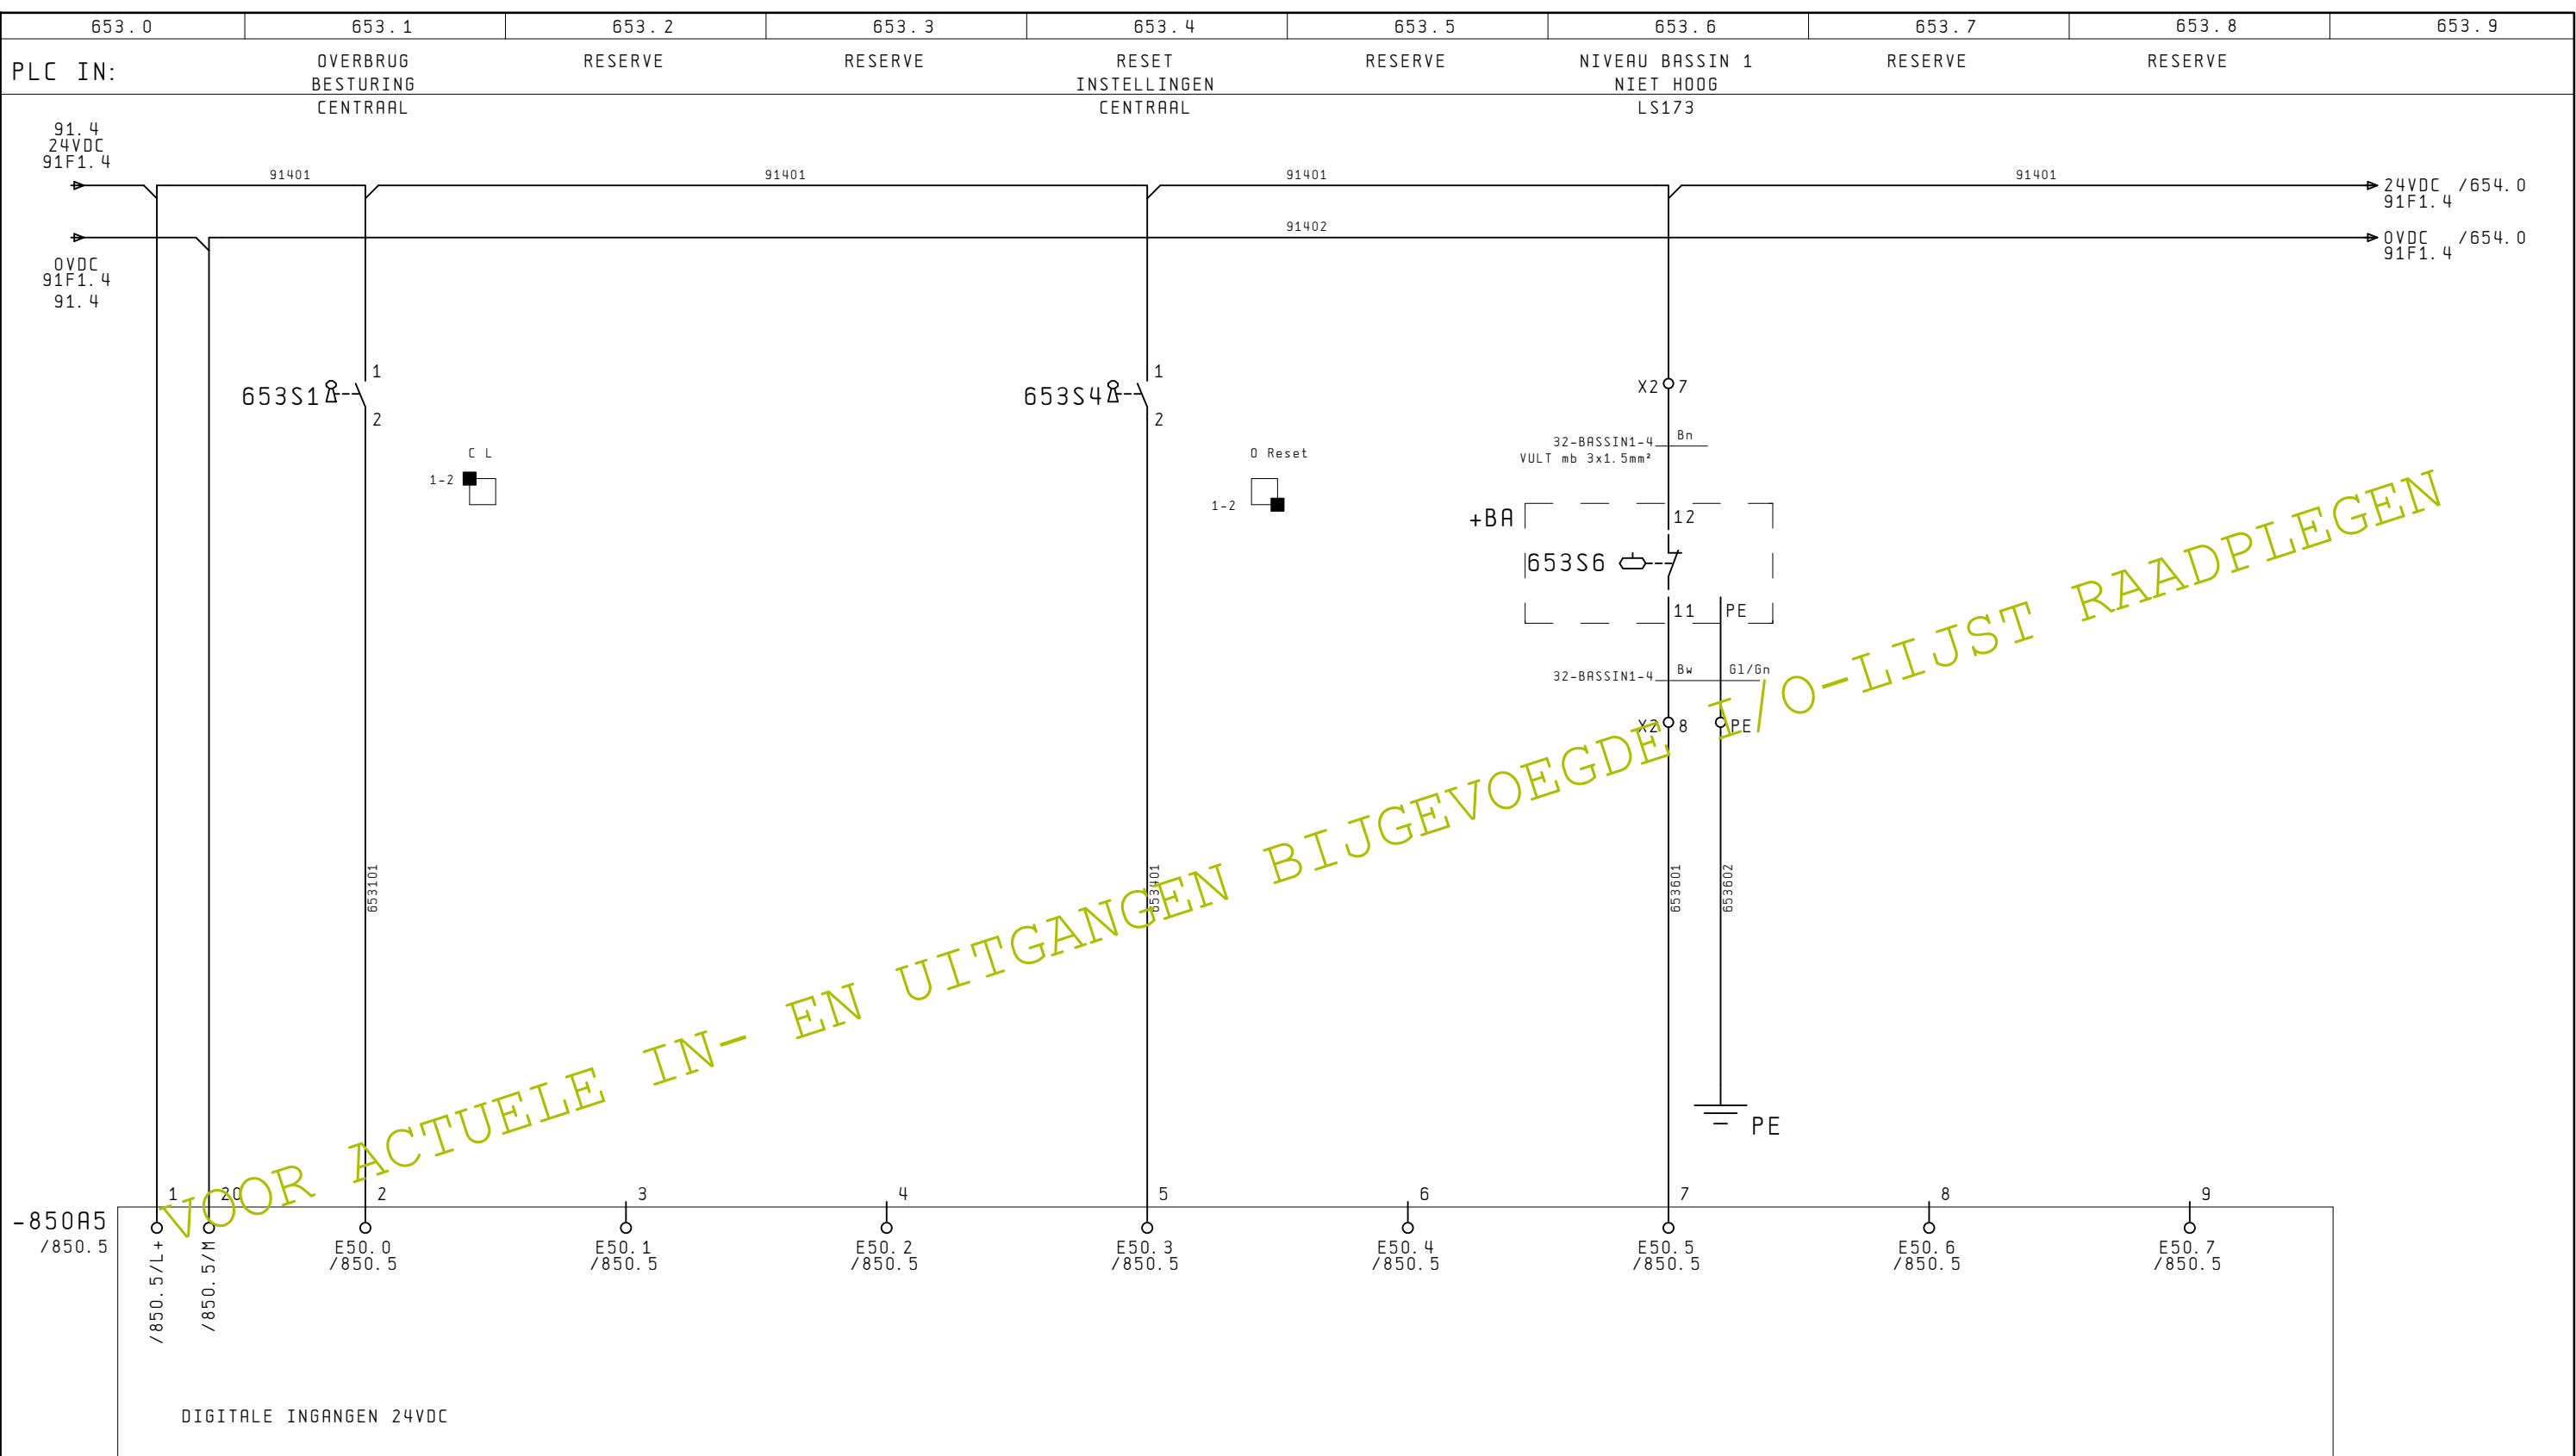 653.0 653.1 653.2 653.3 653.4 653.5 653.6 653.7 653.8 653.9
PLC IN:
OVERBRUG
BESTURING
CENTRAAL
RESERVE
RESERVE
RESET
INSTELLINGEN
CENTRAAL
RESERVE
NIVEAU BASSIN 1
NIET HOOG
LS173
RESERVE
RESERVE
91.4
24VDC
91F1.4
91401 91401 91401 91401
24VDC /654.0
91F1.4
91402
0VDC /654.0
91F1.4
0VDC
91F1.4
91.4
653S1
1
2
C L
1-2
653S4
1
2
0 Reset
1-2
X2 7
32-BASSIN1-4 Bn
VULT mb 3x1.5mm²
+BA
12
653S6
11 PE
32-BASSIN1-4 Bw Gl/Gn
X2 8 PE
653101
653401
653601
653602
PE
VOOR ACTUELE IN- EN UITGANGEN BIJGEVOEGDE I/O-LIJST RAADPLEGEN
1 20 2 3 4 5 6 7 8 9
-850A5
/850.5
/850.5/L+
/850.5/M
E50.0
/850.5
E50.1
/850.5
E50.2
/850.5
E50.3
/850.5
E50.4
/850.5
E50.5
/850.5
E50.6
/850.5
E50.7
/850.5
DIGITALE INGANGEN 24VDC